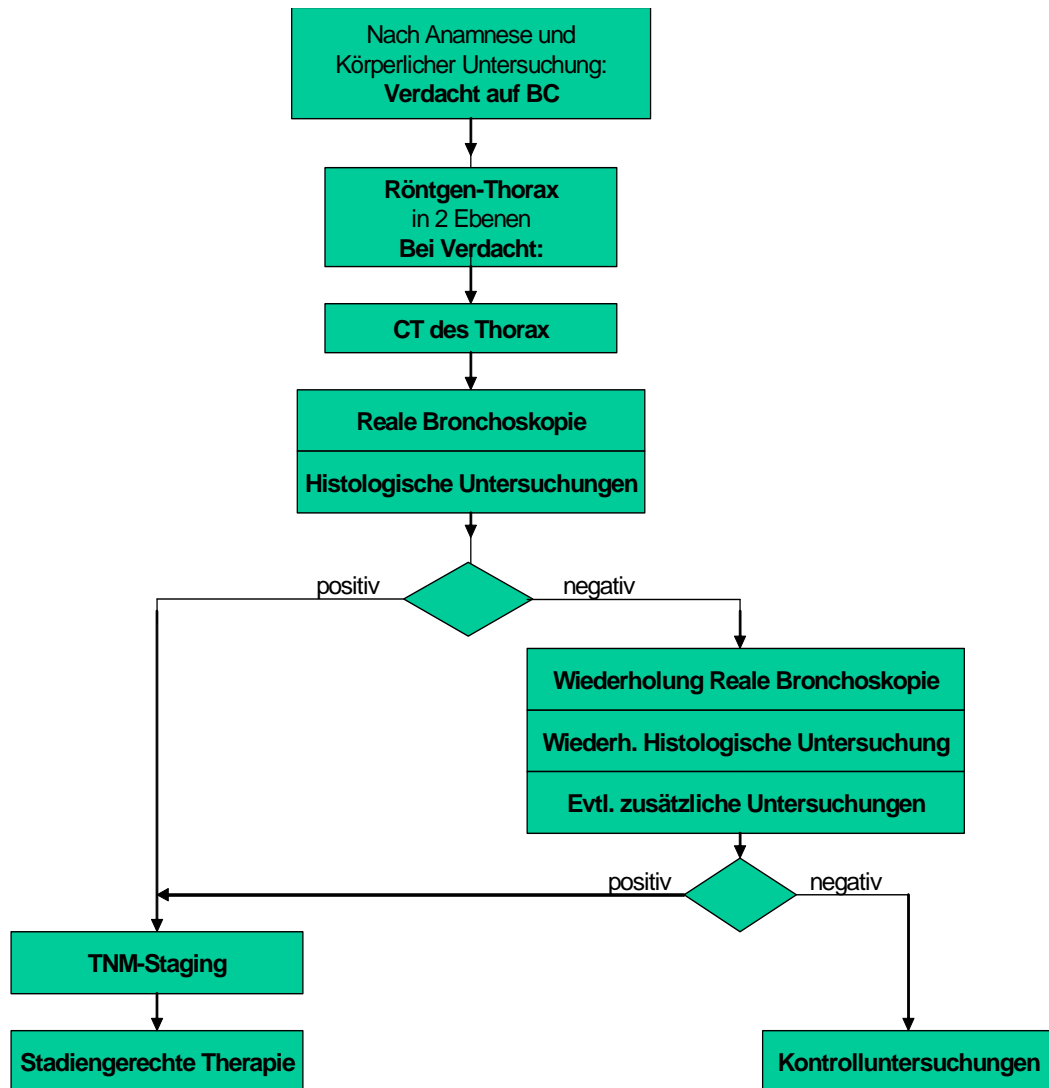 Nach Anamnese und
Körperlicher Untersuchung:
Verdacht auf BC
Röntgen-Thorax
in 2 Ebenen
Bei Verdacht:
CT des Thorax
Reale Bronchoskopie
Histologische Untersuchungen
positiv
negativ
Wiederholung Reale Bronchoskopie
Wiederh. Histologische Untersuchung
Evtl. zusätzliche Untersuchungen
positiv
negativ
TNM-Staging
Stadiengerechte Therapie
Kontrolluntersuchungen